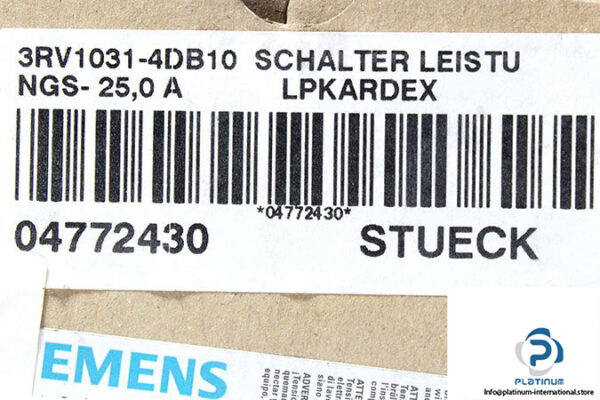 3RV1031-4DB10 SCHALTER LEISTU
NGS- 25,0 A LPKARDEX
*04772430*
04772430 STUECK
EMENS
PLATINUM
Info@platinum-international.store